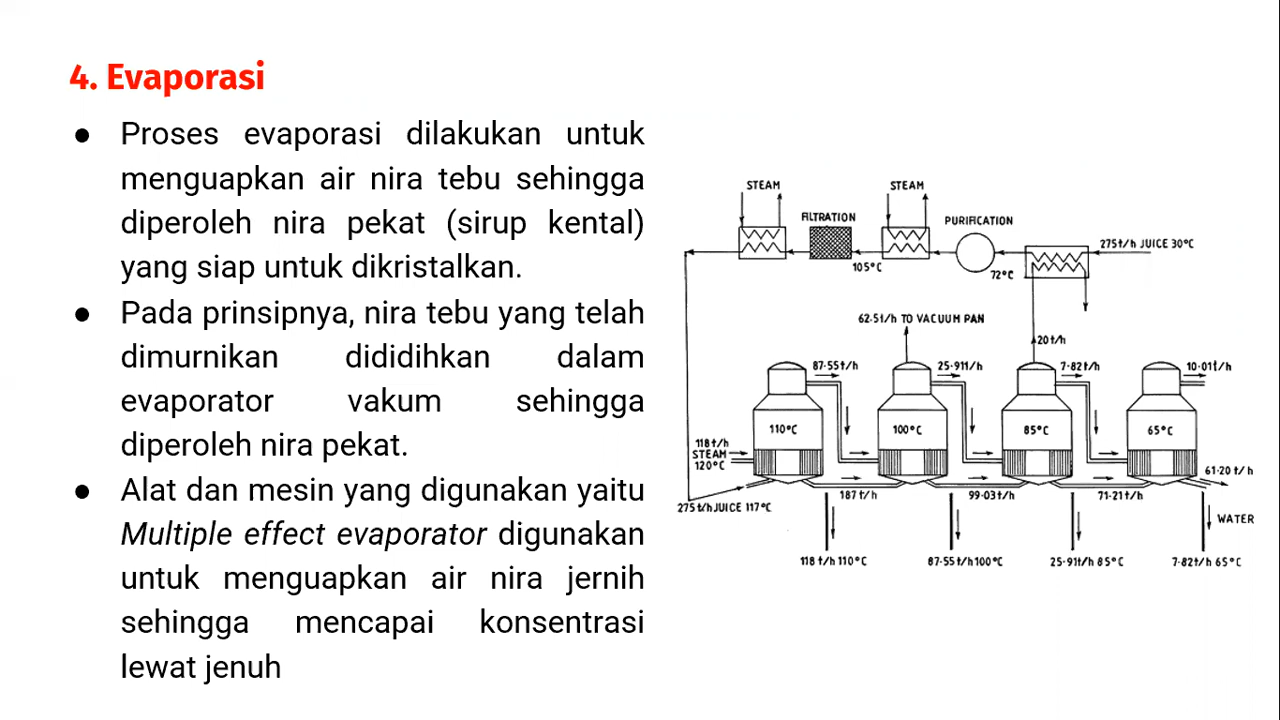 4. Evaporasi
● Proses evaporasi dilakukan untuk
menguapkan air nira tebu sehingga
diperoleh nira pekat (sirup kental)
yang siap untuk dikristalkan.
● Pada prinsipnya, nira tebu yang telah
dimurnikan dididihkan dalam
evaporator vakum sehingga
diperoleh nira pekat.
● Alat dan mesin yang digunakan yaitu
Multiple effect evaporator digunakan
untuk menguapkan air nira jernih
sehingga mencapai konsentrasi
lewat jenuh
STEAM
STEAM
FILTRATION
PURIFICATION
275t/h JUICE 30°C
105°C
72°C
62·5t/h TO VACUUM PAN
20t/h
87·55t/h
25·911/h
7·82t/h
10·01t/h
110°C
100°C
85°C
65°C
118t/h
STEAM
120°C
61·20 t/h
275t/h JUICE 117°C
187t/h
99·03t/h
71·21t/h
WATER
118 t/h 110°C
87·55t/h 100°C
25·91t/h 85°C
7·82t/h 65°C